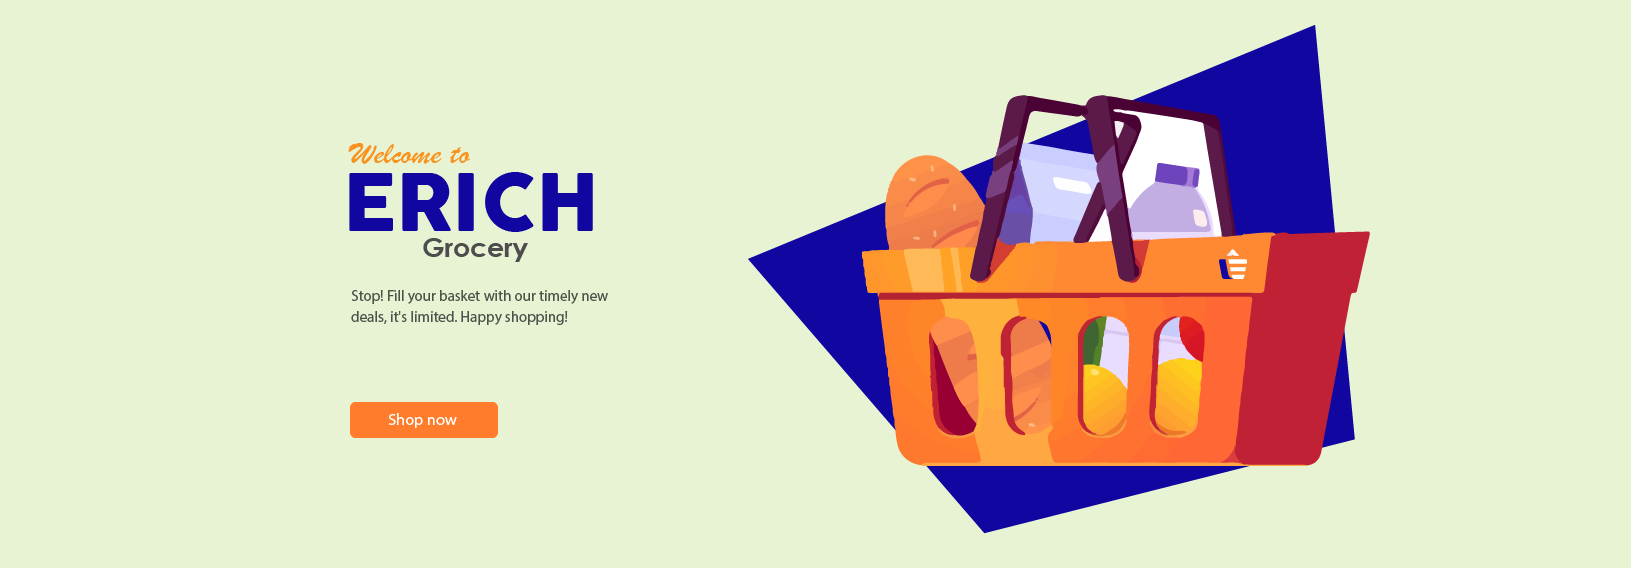 Welcome to
ERICH
Grocery
Stop! Fill your basket with our timely new
deals, it's limited. Happy shopping!
Shop now